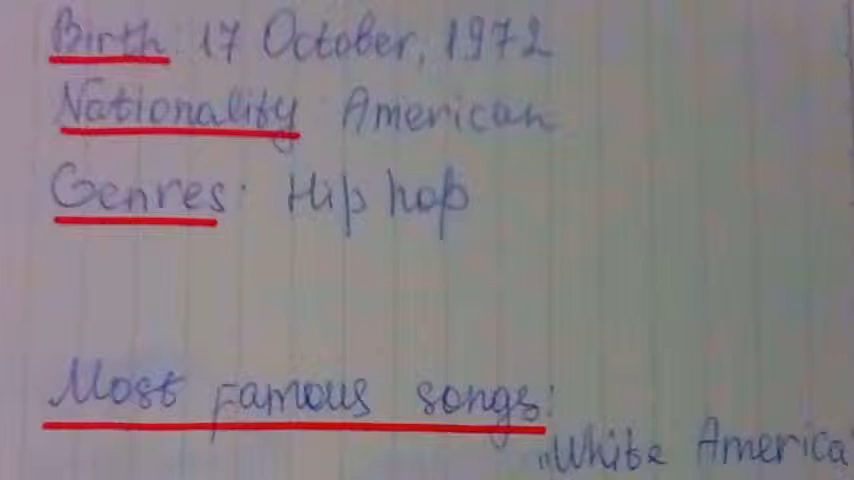 Birth: 17 October, 1972
Nationality American
Genres: Hip hop
Most famous songs:
„White America"